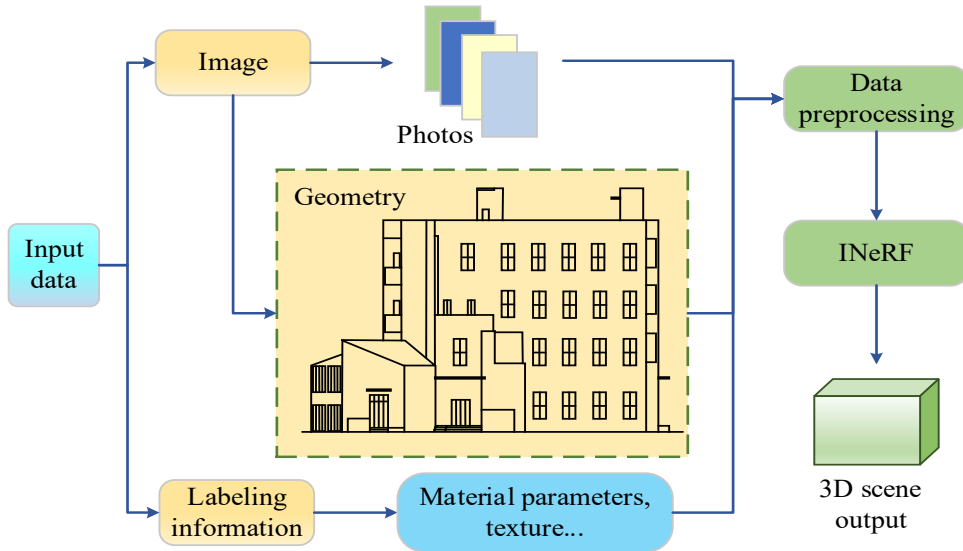 Image
Photos
Data
preprocessing
Geometry
Input
data
INeRF
Labeling
information
Material parameters,
texture...
3D scene
output